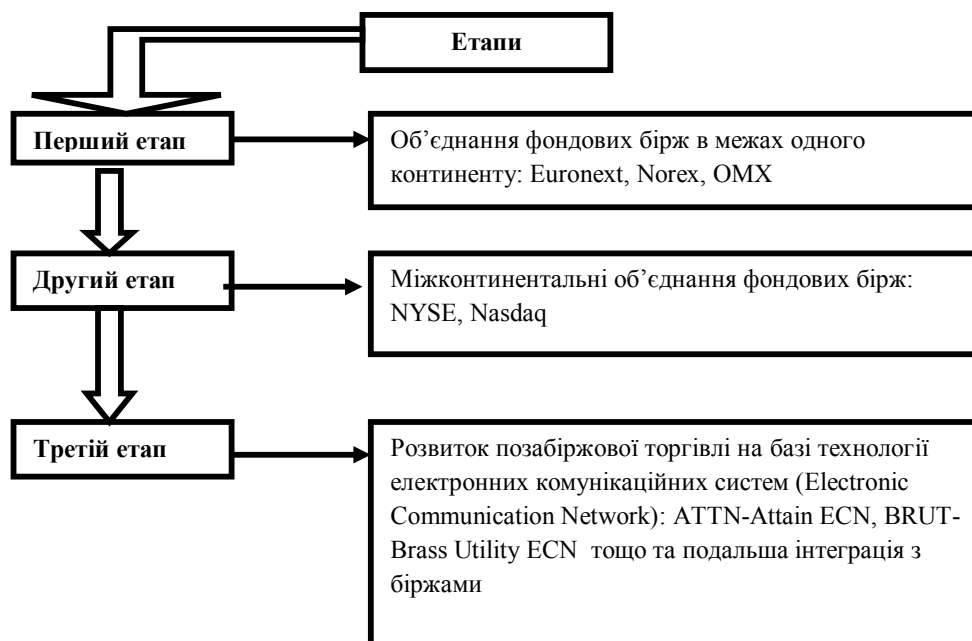 Етапи
Перший етап
Об’єднання фондових бірж в межах одного
континенту: Euronext, Norex, OMX
Другий етап
Міжконтинентальні об’єднання фондових бірж:
NYSE, Nasdaq
Третій етап
Розвиток позабіржової торгівлі на базі технології
електронних комунікаційних систем (Electronic
Communication Network): ATTN-Attain ECN, BRUT-
Brass Utility ECN тощо та подальша інтеграція з
біржами